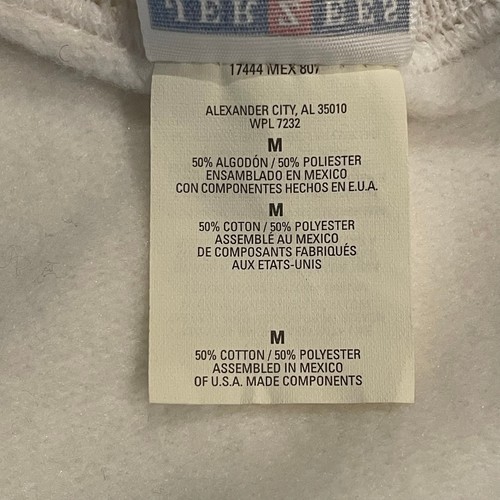 JERZEES
17444 MEX 807
ALEXANDER CITY, AL 35010
WPL 7232
M
50% ALGODÓN / 50% POLIESTER
ENSAMBLADO EN MEXICO
CON COMPONENTES HECHOS EN E.U.A.
M
50% COTON / 50% POLYESTER
ASSEMBLÉ AU MEXICO
DE COMPOSANTS FABRIQUÉS
AUX ETATS-UNIS
M
50% COTTON / 50% POLYESTER
ASSEMBLED IN MEXICO
OF U.S.A. MADE COMPONENTS